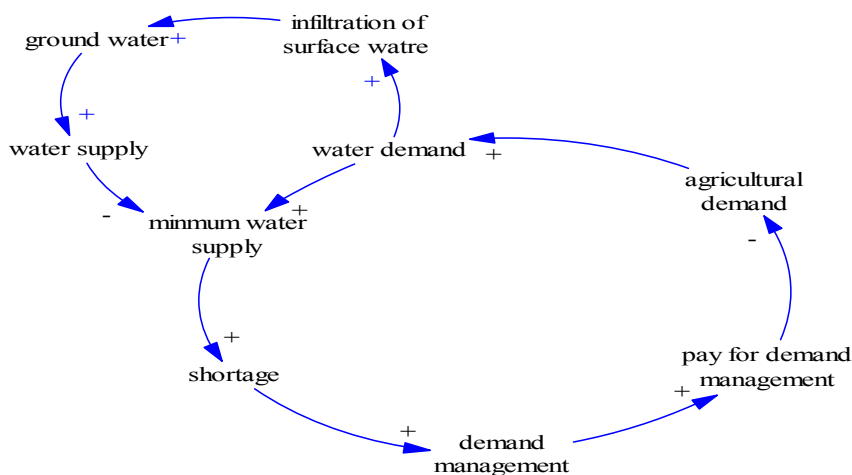 infiltration of
surface watre
ground water+
+
+
water supply
water demand
+
agricultural
demand
-
+
minmum water
supply
-
+
shortage
pay for demand
management
+
+
demand
management